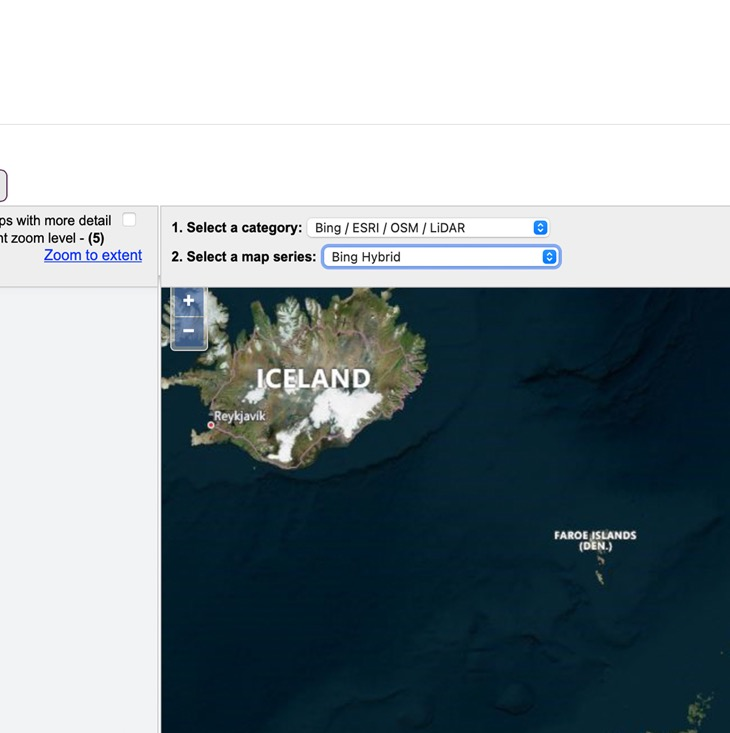 ps with more detail
nt zoom level - (5)
Zoom to extent
1. Select a category: Bing / ESRI / OSM / LiDAR
2. Select a map series: Bing Hybrid
+
−
ICELAND
Reykjavík
FAROE ISLANDS
(DEN.)